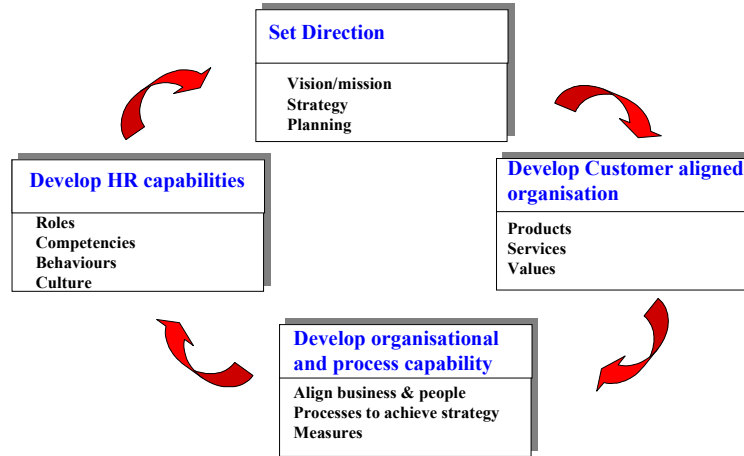 Set Direction
Vision/mission
Strategy
Planning
Develop Customer aligned
organisation
Products
Services
Values
Develop organisational
and process capability
Align business & people
Processes to achieve strategy
Measures
Develop HR capabilities
Roles
Competencies
Behaviours
Culture